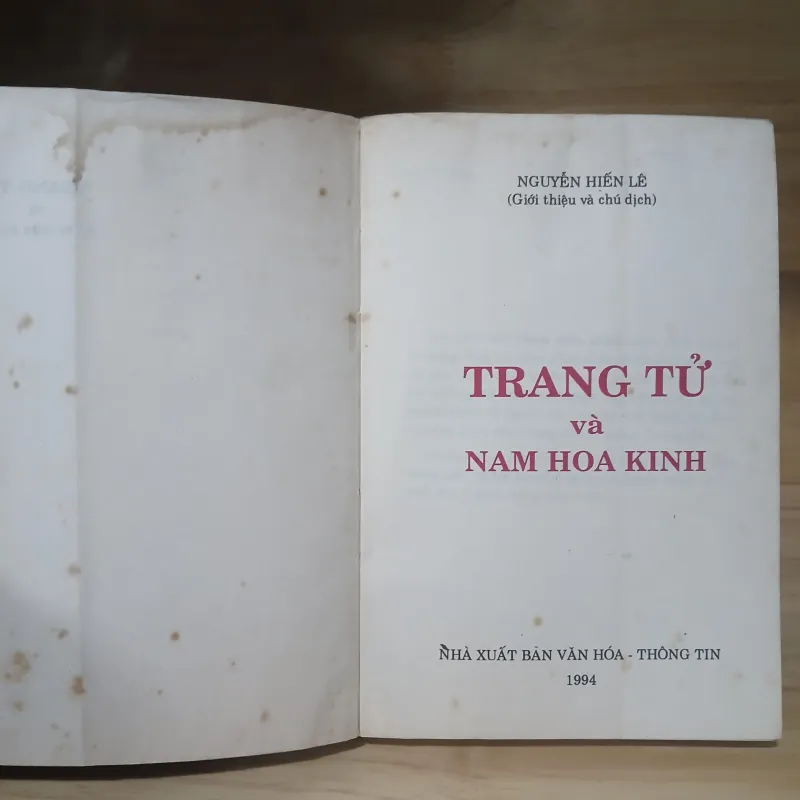 NGUYỄN HIẾN LÊ
(Giới thiệu và chú dịch)
TRANG TỬ
và
NAM HOA KINH
NHÀ XUẤT BẢN VĂN HÓA - THÔNG TIN
1994